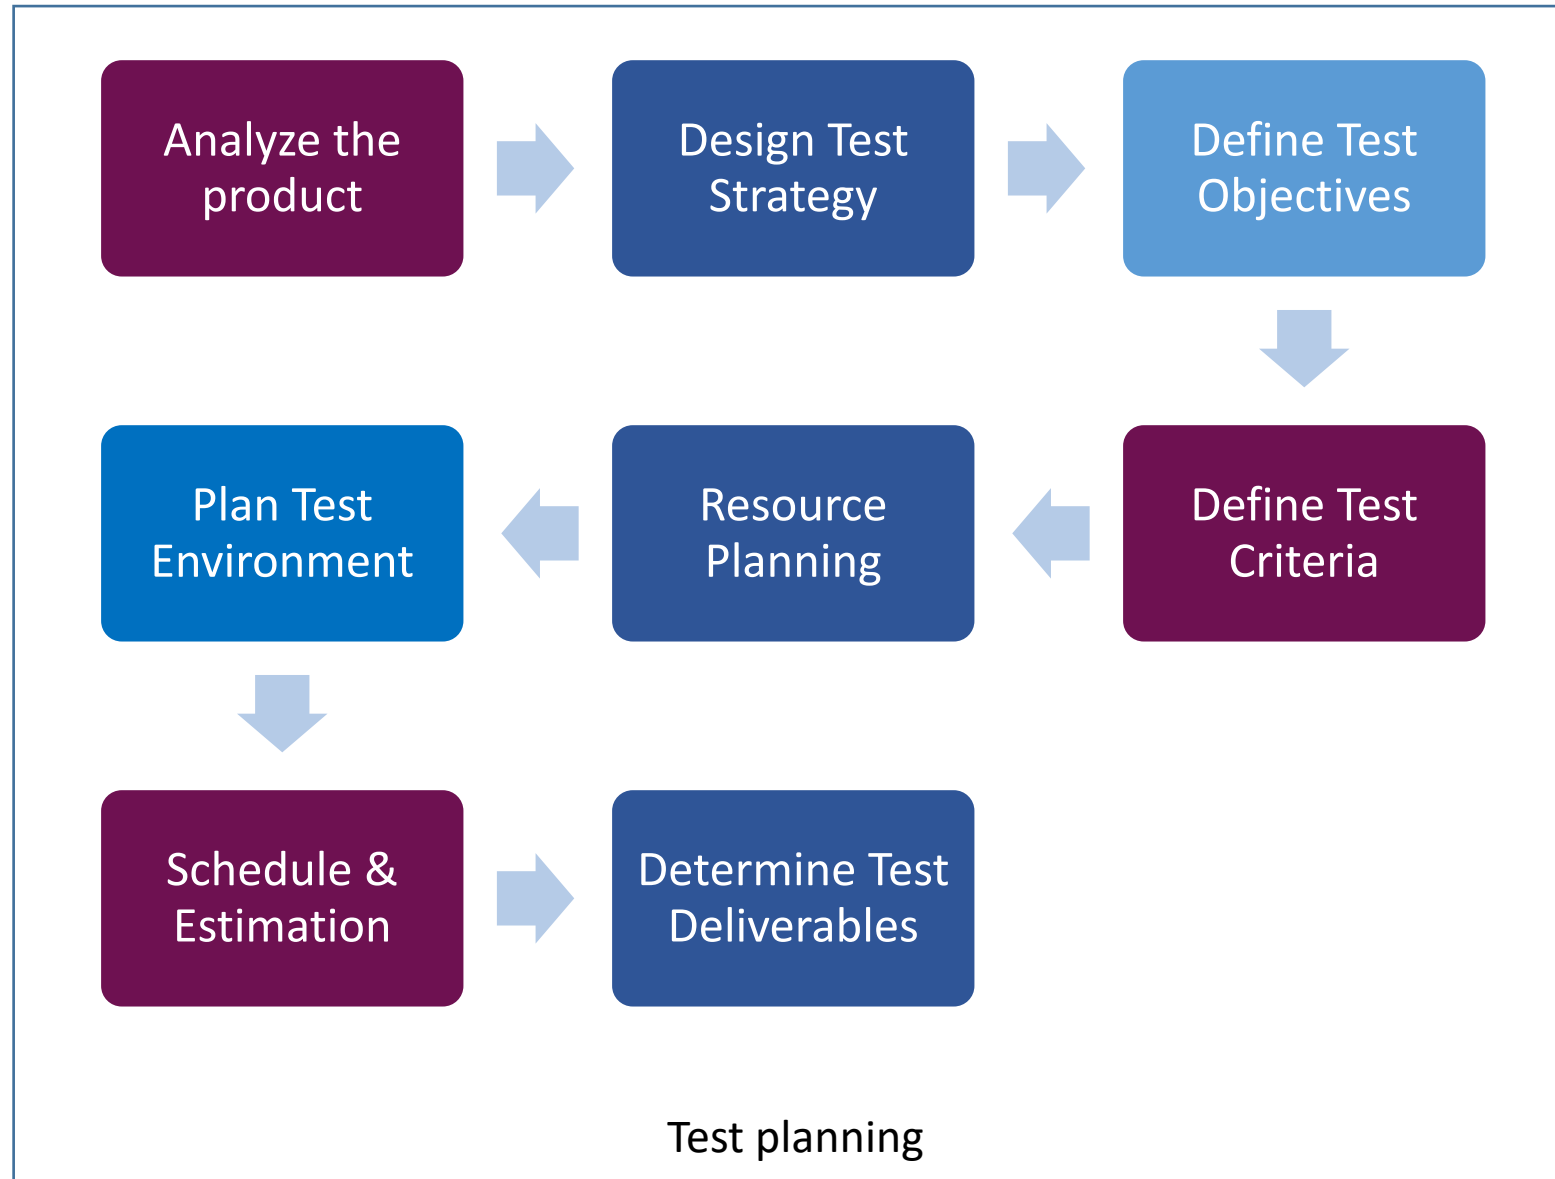 Analyze the
product
Design Test
Strategy
Define Test
Objectives
Define Test
Criteria
Resource
Planning
Plan Test
Environment
Schedule &
Estimation
Determine Test
Deliverables
Test planning